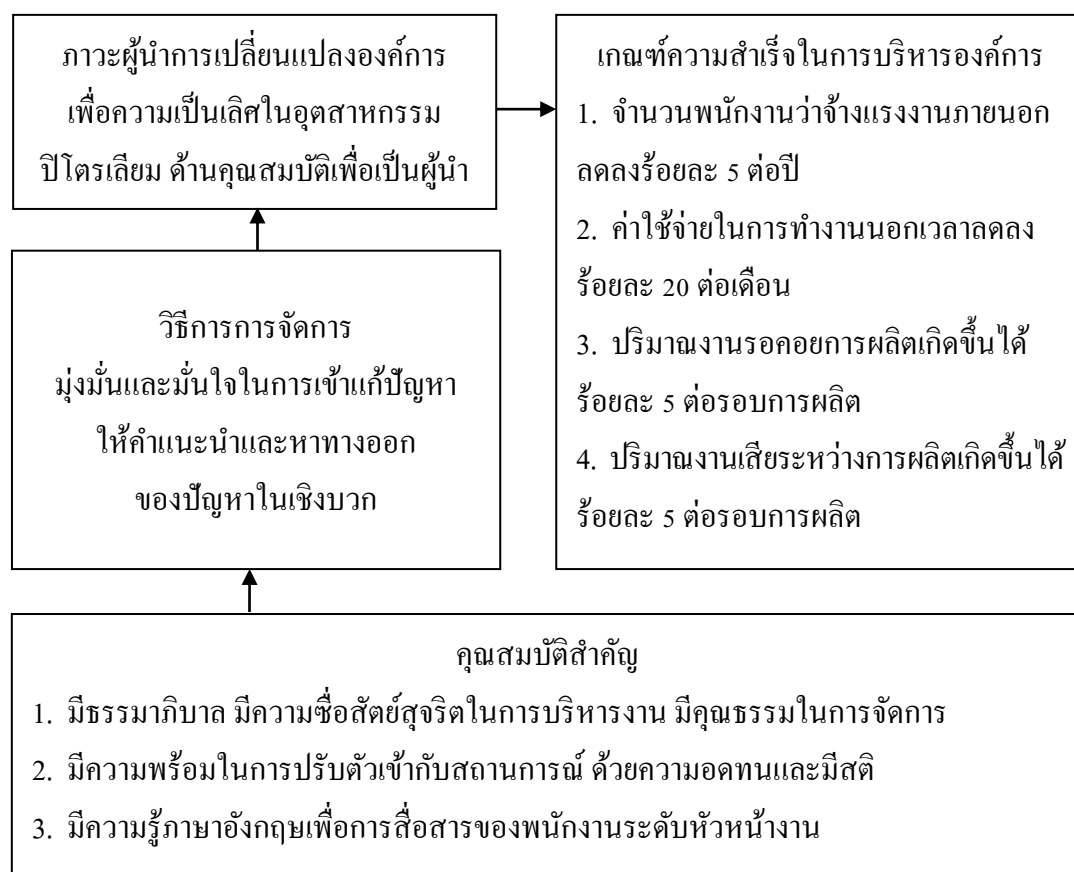 ภาวะผู้นำการเปลี่ยนแปลงองค์การ
เพื่อความเป็นเลิศในอุตสาหกรรม
ปิโตรเลียม ด้านคุณสมบัติเพื่อเป็นผู้นำ
เกณฑ์ความสำเร็จในการบริหารองค์การ
1. จำนวนพนักงานว่าจ้างแรงงานภายนอก
ลดลงร้อยละ 5 ต่อปี
2. ค่าใช้จ่ายในการทำงานนอกเวลาลดลง
ร้อยละ 20 ต่อเดือน
3. ปริมาณงานรอคอยการผลิตเกิดขึ้นได้
ร้อยละ 5 ต่อรอบการผลิต
4. ปริมาณงานเสียระหว่างการผลิตเกิดขึ้นได้
ร้อยละ 5 ต่อรอบการผลิต
วิธีการการจัดการ
มุ่งมั่นและมั่นใจในการเข้าแก้ปัญหา
ให้คำแนะนำและหาทางออก
ของปัญหาในเชิงบวก
คุณสมบัติสำคัญ
1. มีธรรมาภิบาล มีความซื่อสัตย์สุจริตในการบริหารงาน มีคุณธรรมในการจัดการ
2. มีความพร้อมในการปรับตัวเข้ากับสถานการณ์ ด้วยความอดทนและมีสติ
3. มีความรู้ภาษาอังกฤษเพื่อการสื่อสารของพนักงานระดับหัวหน้างาน